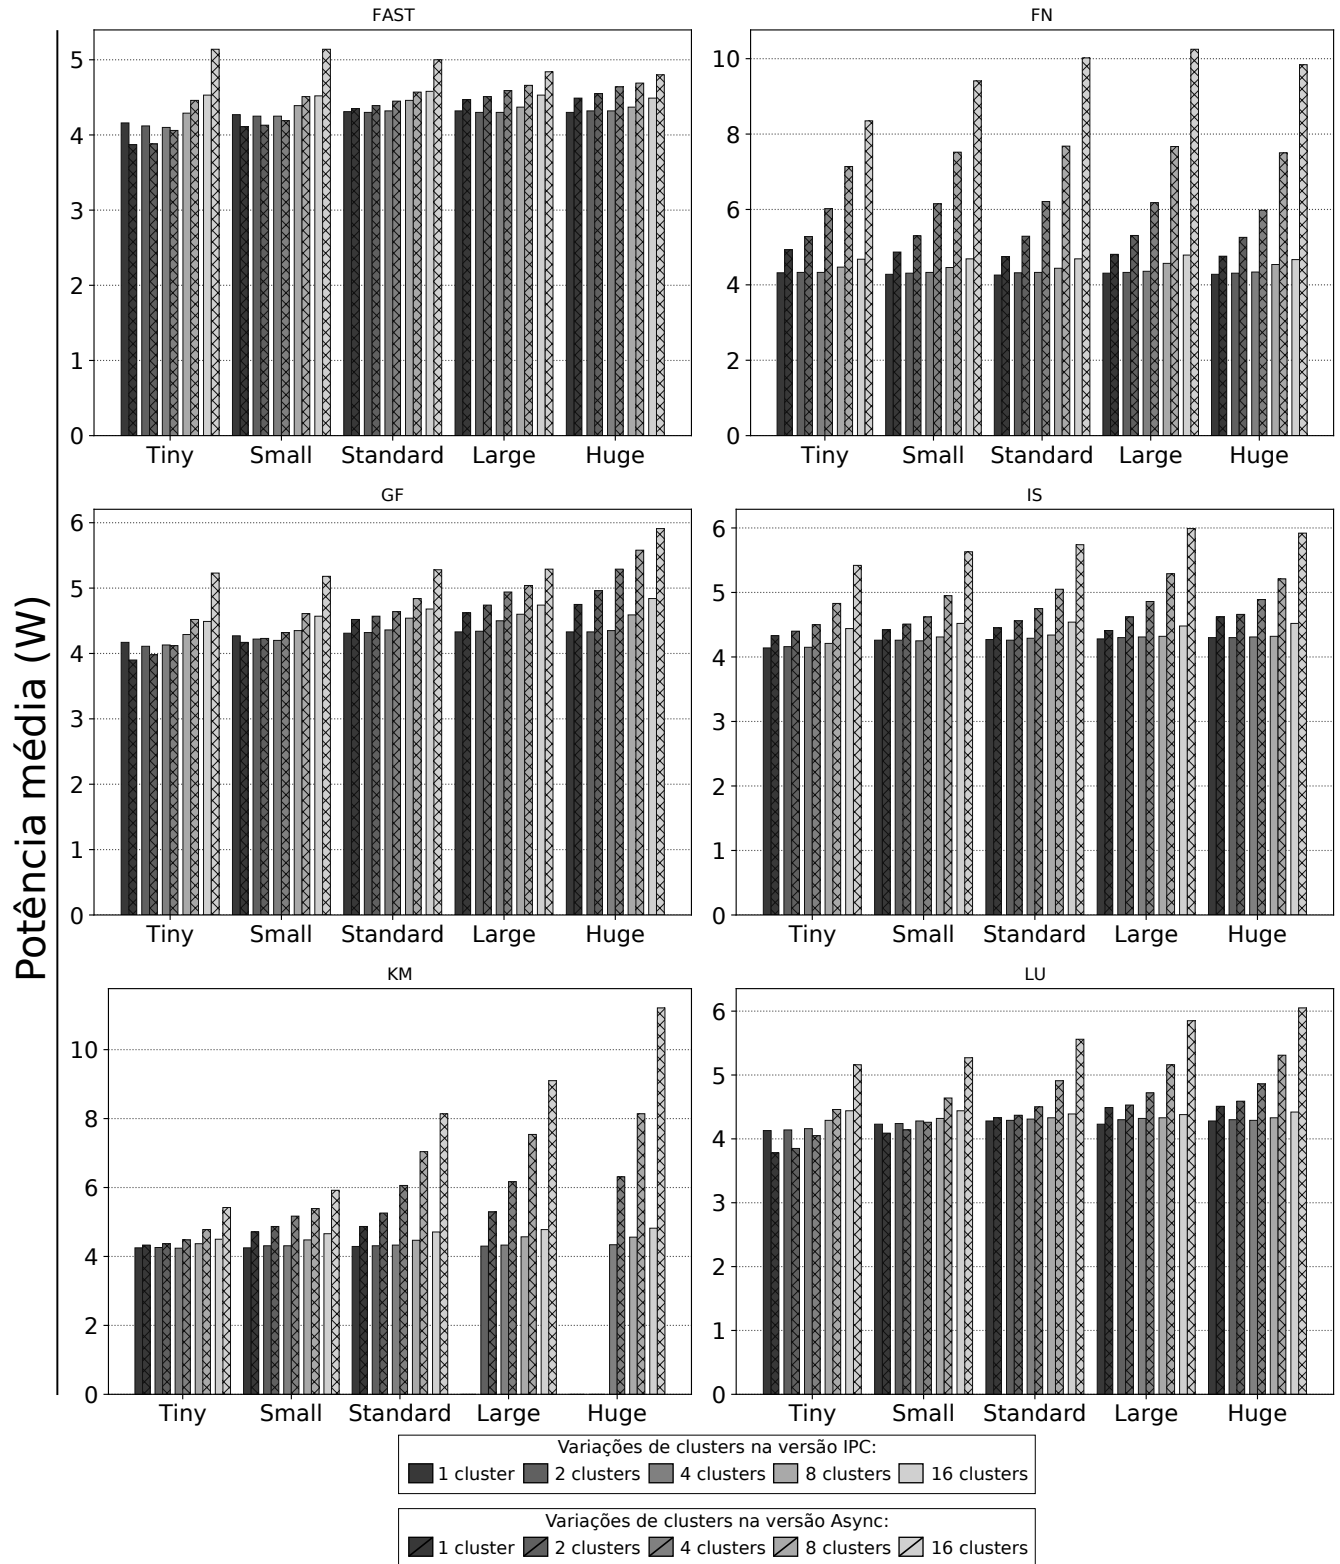 FAST
5
4
3
2
1
0
Tiny Small Standard Large Huge
FN
10
8
6
4
2
0
Tiny Small Standard Large Huge
Potência média (W)
GF
6
5
4
3
2
1
0
Tiny Small Standard Large Huge
IS
6
5
4
3
2
1
0
Tiny Small Standard Large Huge
KM
10
8
6
4
2
0
Tiny Small Standard Large Huge
LU
6
5
4
3
2
1
0
Tiny Small Standard Large Huge
Variações de clusters na versão IPC:
1 cluster 2 clusters 4 clusters 8 clusters 16 clusters
Variações de clusters na versão Async:
1 cluster 2 clusters 4 clusters 8 clusters 16 clusters